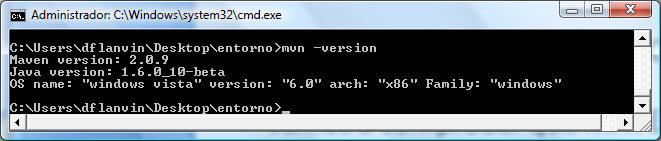 Administrador: C:\Windows\system32\cmd.exe
C:\Users\dflanvin\Desktop\entorno>mvn -version
Maven version: 2.0.9
Java version: 1.6.0_10-beta
OS name: "windows vista" version: "6.0" arch: "x86" Family: "windows"
C:\Users\dflanvin\Desktop\entorno>_